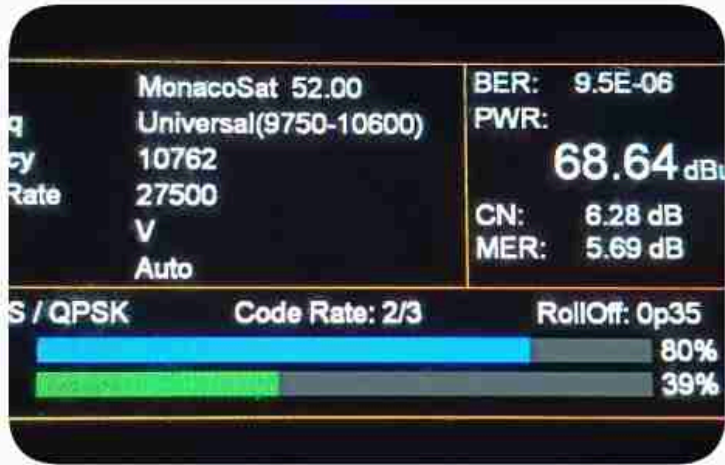 MonacoSat 52.00
q Universal(9750-10600)
cy 10762
Rate 27500
V
Auto
BER: 9.5E-06
PWR:
68.64 dBu
CN: 6.28 dB
MER: 5.69 dB
S / QPSK Code Rate: 2/3 RollOff: 0p35
80%
39%